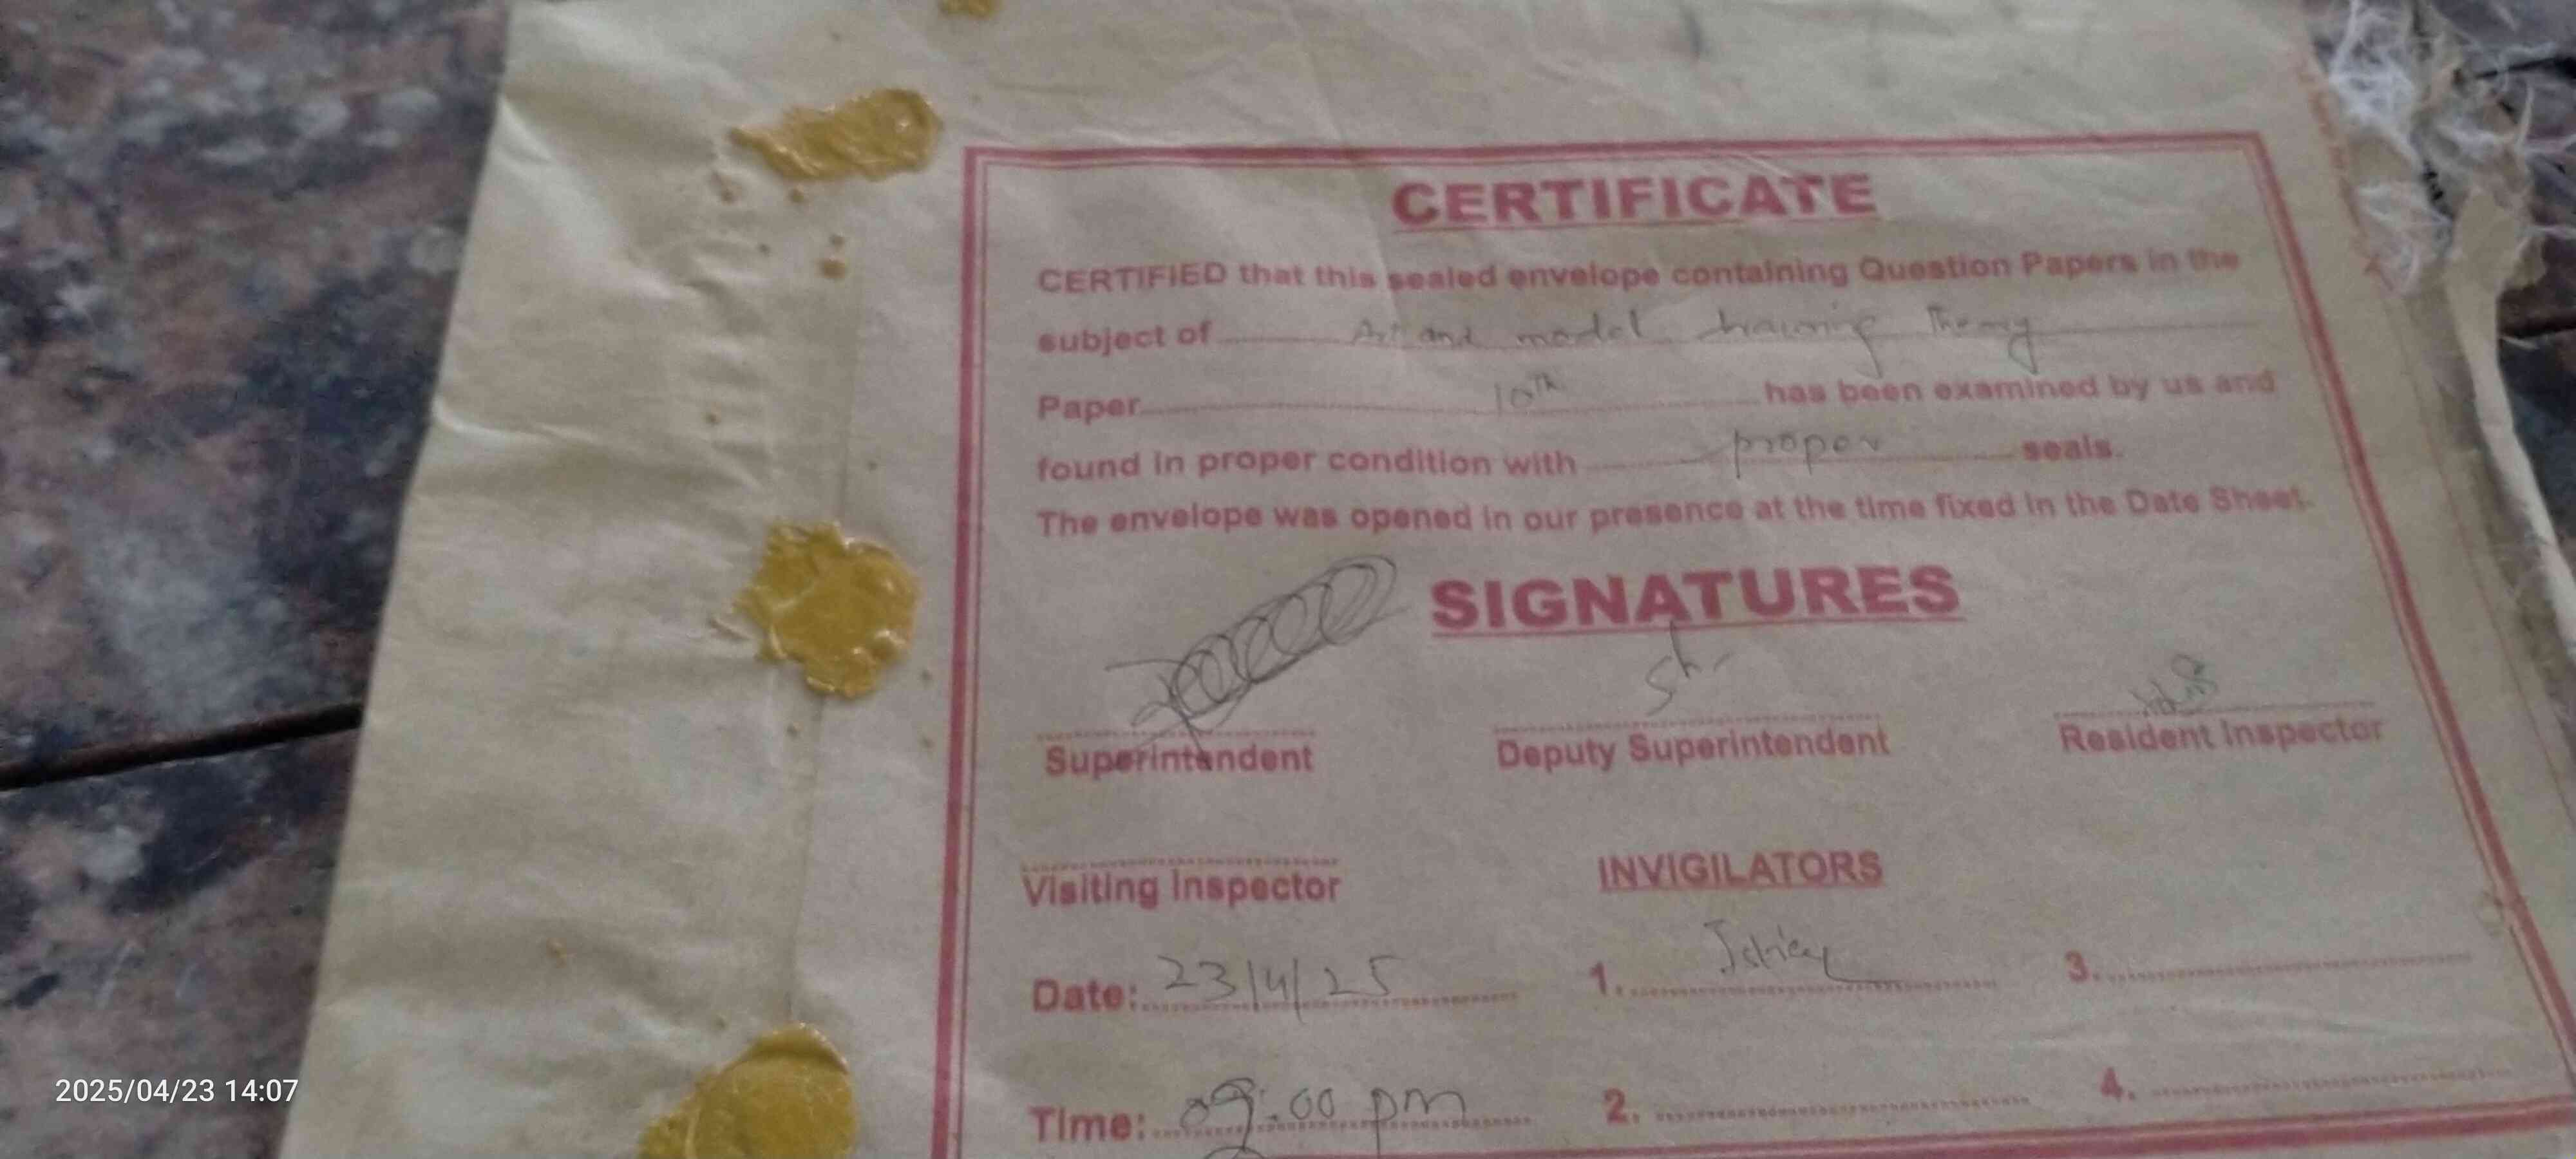 CERTIFICATE
CERTIFIED that this sealed envelope containing Question Papers in the
subject of Art and model drawing Theory
Paper 10th has been examined by us and
found in proper condition with proper seals.
The envelope was opened in our presence at the time fixed in the Date Sheet.
SIGNATURES
Superintendent Deputy Superintendent Resident Inspector
Visiting Inspector INVIGILATORS
Date: 23/4/25 1. 3.
Time: :00 pm 2. 4.
2025/04/23 14:07